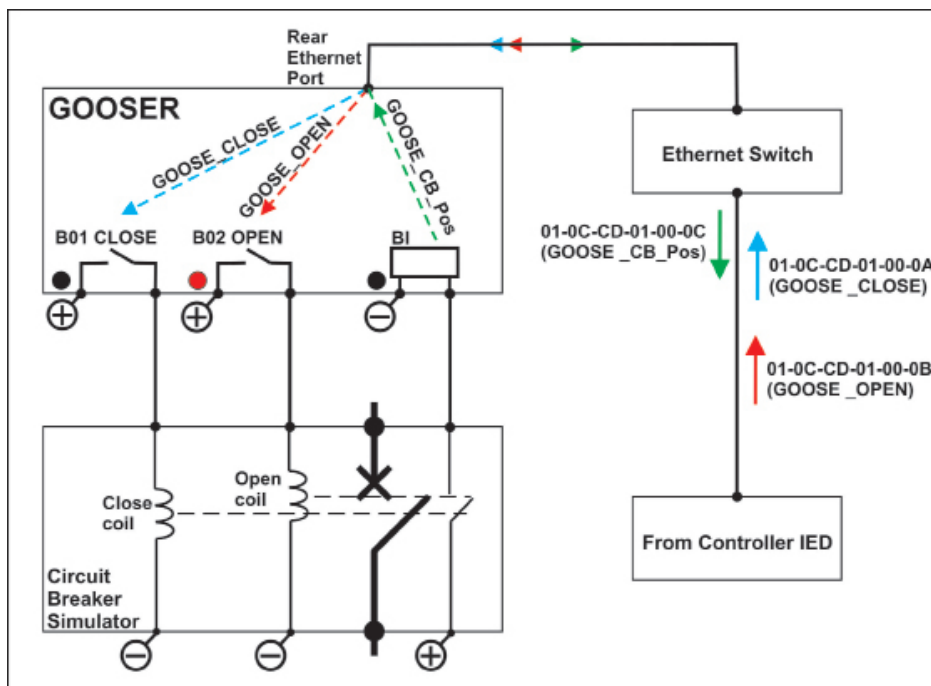 Rear
Ethernet
Port
GOOSER
GOOSE_CLOSE
GOOSE_OPEN
GOOSE_CB_Pos
B01 CLOSE
B02 OPEN
BI
+
+
−
Ethernet Switch
01-0C-CD-01-00-0C
(GOOSE _CB_Pos)
01-0C-CD-01-00-0A
(GOOSE _CLOSE)
01-0C-CD-01-00-0B
(GOOSE _OPEN)
From Controller IED
Close
coil
Open
coil
Circuit
Breaker
Simulator
−
−
+